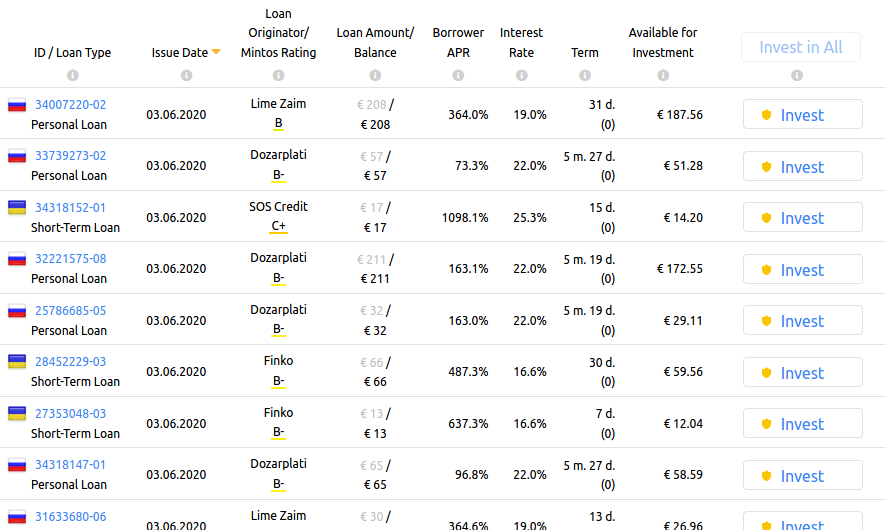 ID / Loan Type Issue Date Loan Originator/ Mintos Rating Loan Amount/ Balance Borrower APR Interest Rate Term Available for Investment Invest in All
34007220-02 Lime Zaim € 208 / 31 d.
Personal Loan 03.06.2020 B € 208 364.0% 19.0% (0) € 187.56 Invest
33739273-02 Dozarplati € 57 / 5 m. 27 d.
Personal Loan 03.06.2020 B- € 57 73.3% 22.0% (0) € 51.28 Invest
34318152-01 SOS Credit € 17 / 15 d.
Short-Term Loan 03.06.2020 C+ € 17 1098.1% 25.3% (0) € 14.20 Invest
32221575-08 Dozarplati € 211 / 5 m. 19 d.
Personal Loan 03.06.2020 B- € 211 163.1% 22.0% (0) € 172.55 Invest
25786685-05 Dozarplati € 32 / 5 m. 19 d.
Personal Loan 03.06.2020 B- € 32 163.0% 22.0% (0) € 29.11 Invest
28452229-03 Finko € 66 / 30 d.
Short-Term Loan 03.06.2020 B- € 66 487.3% 16.6% (0) € 59.56 Invest
27353048-03 Finko € 13 / 7 d.
Short-Term Loan 03.06.2020 B- € 13 637.3% 16.6% (0) € 12.04 Invest
34318147-01 Dozarplati € 65 / 5 m. 27 d.
Personal Loan 03.06.2020 B- € 65 96.8% 22.0% (0) € 58.59 Invest
31633680-06 Lime Zaim € 30 / 13 d.
03.06.2020 364.6% 19.0% € 26.96 Invest